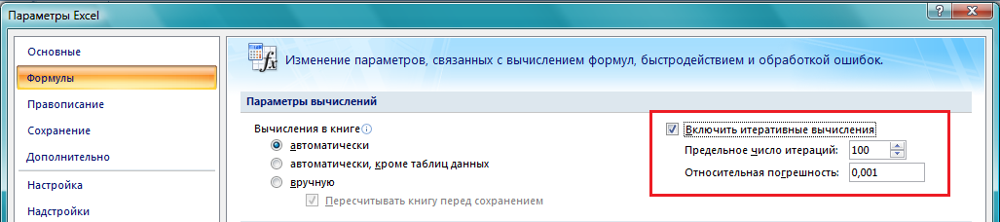 Параметры Excel
Основные
Формулы
Правописание
Сохранение
Дополнительно
Настройка
Надстройки
Изменение параметров, связанных с вычислением формул, быстродействием и обработкой ошибок.
Параметры вычислений
Вычисления в книге
автоматически
автоматически, кроме таблиц данных
вручную
Пересчитывать книгу перед сохранением
Включить итеративные вычисления
Предельное число итераций: 100
Относительная погрешность: 0,001